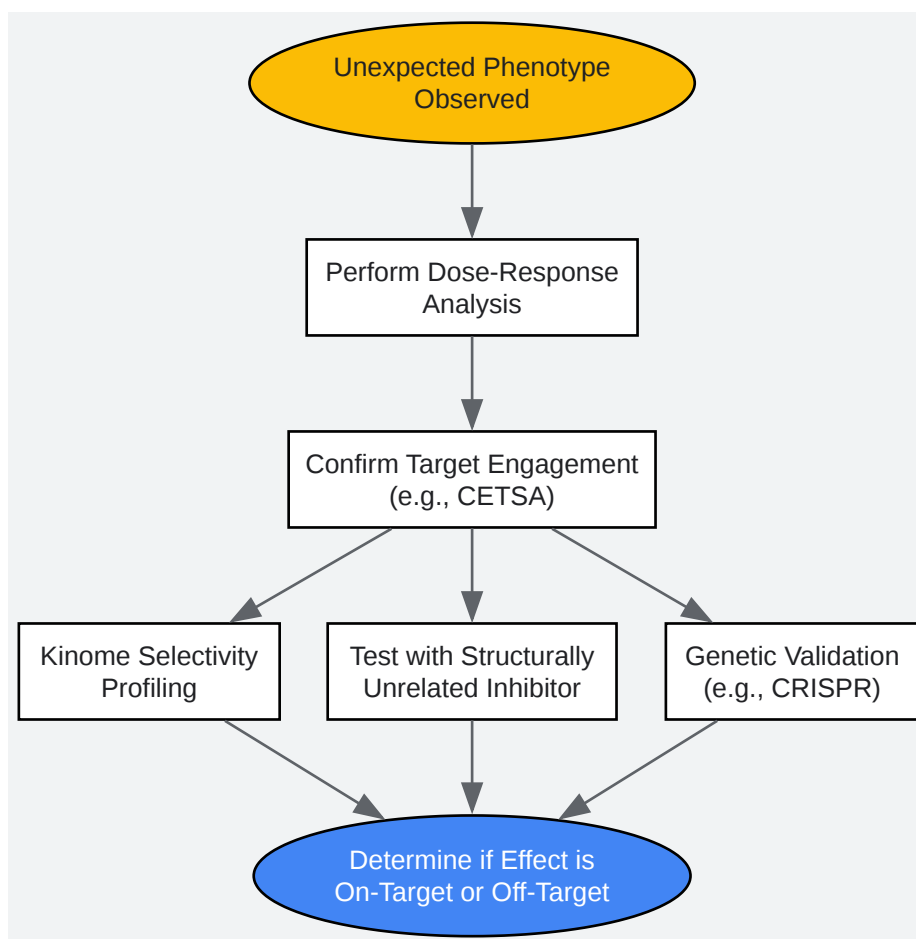 Unexpected Phenotype
Observed
Perform Dose-Response
Analysis
Confirm Target Engagement
(e.g., CETSA)
Kinome Selectivity
Profiling
Test with Structurally
Unrelated Inhibitor
Genetic Validation
(e.g., CRISPR)
Determine if Effect is
On-Target or Off-Target